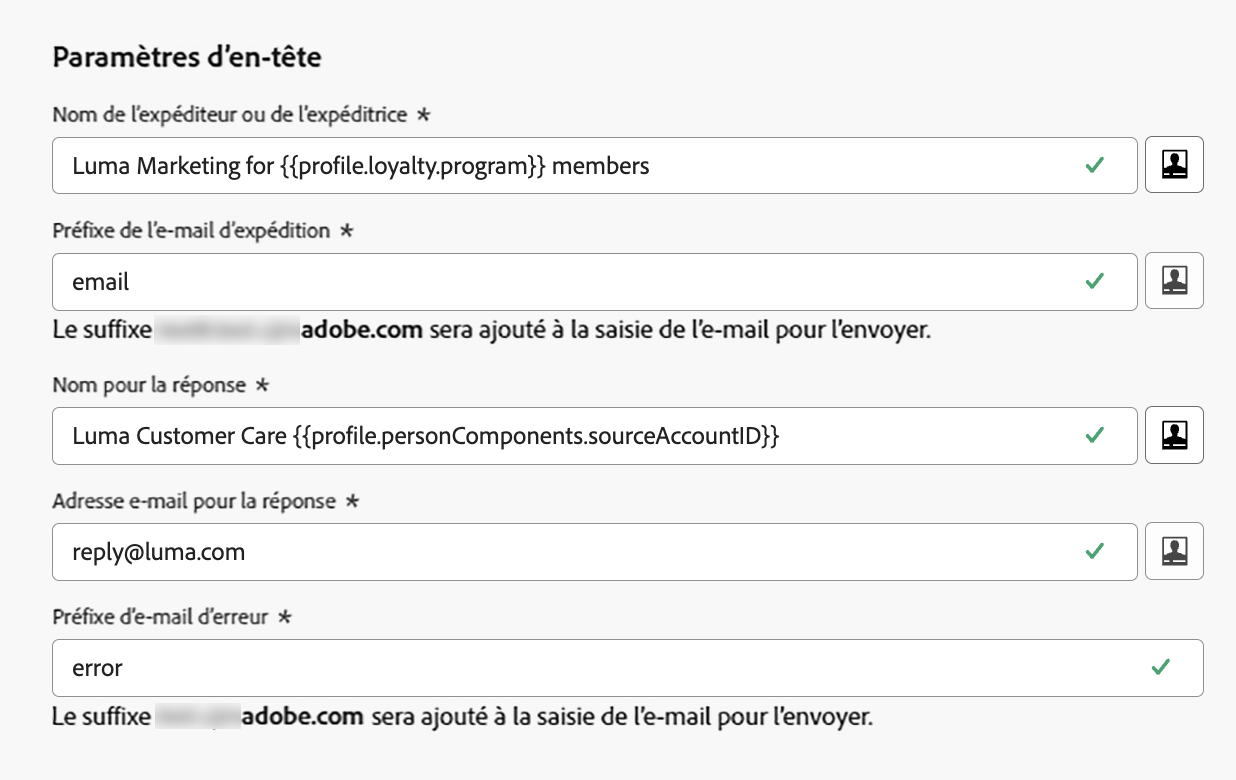 Paramètres d’en-tête
Nom de l’expéditeur ou de l’expéditrice *
Luma Marketing for {{profile.loyalty.program}} members
Préfixe de l’e-mail d’expédition *
email
Le suffixe adobe.com sera ajouté à la saisie de l’e-mail pour l’envoyer.
Nom pour la réponse *
Luma Customer Care {{profile.personComponents.sourceAccountID}}
Adresse e-mail pour la réponse *
reply@luma.com
Préfixe d’e-mail d’erreur *
error
Le suffixe adobe.com sera ajouté à la saisie de l’e-mail pour l’envoyer.